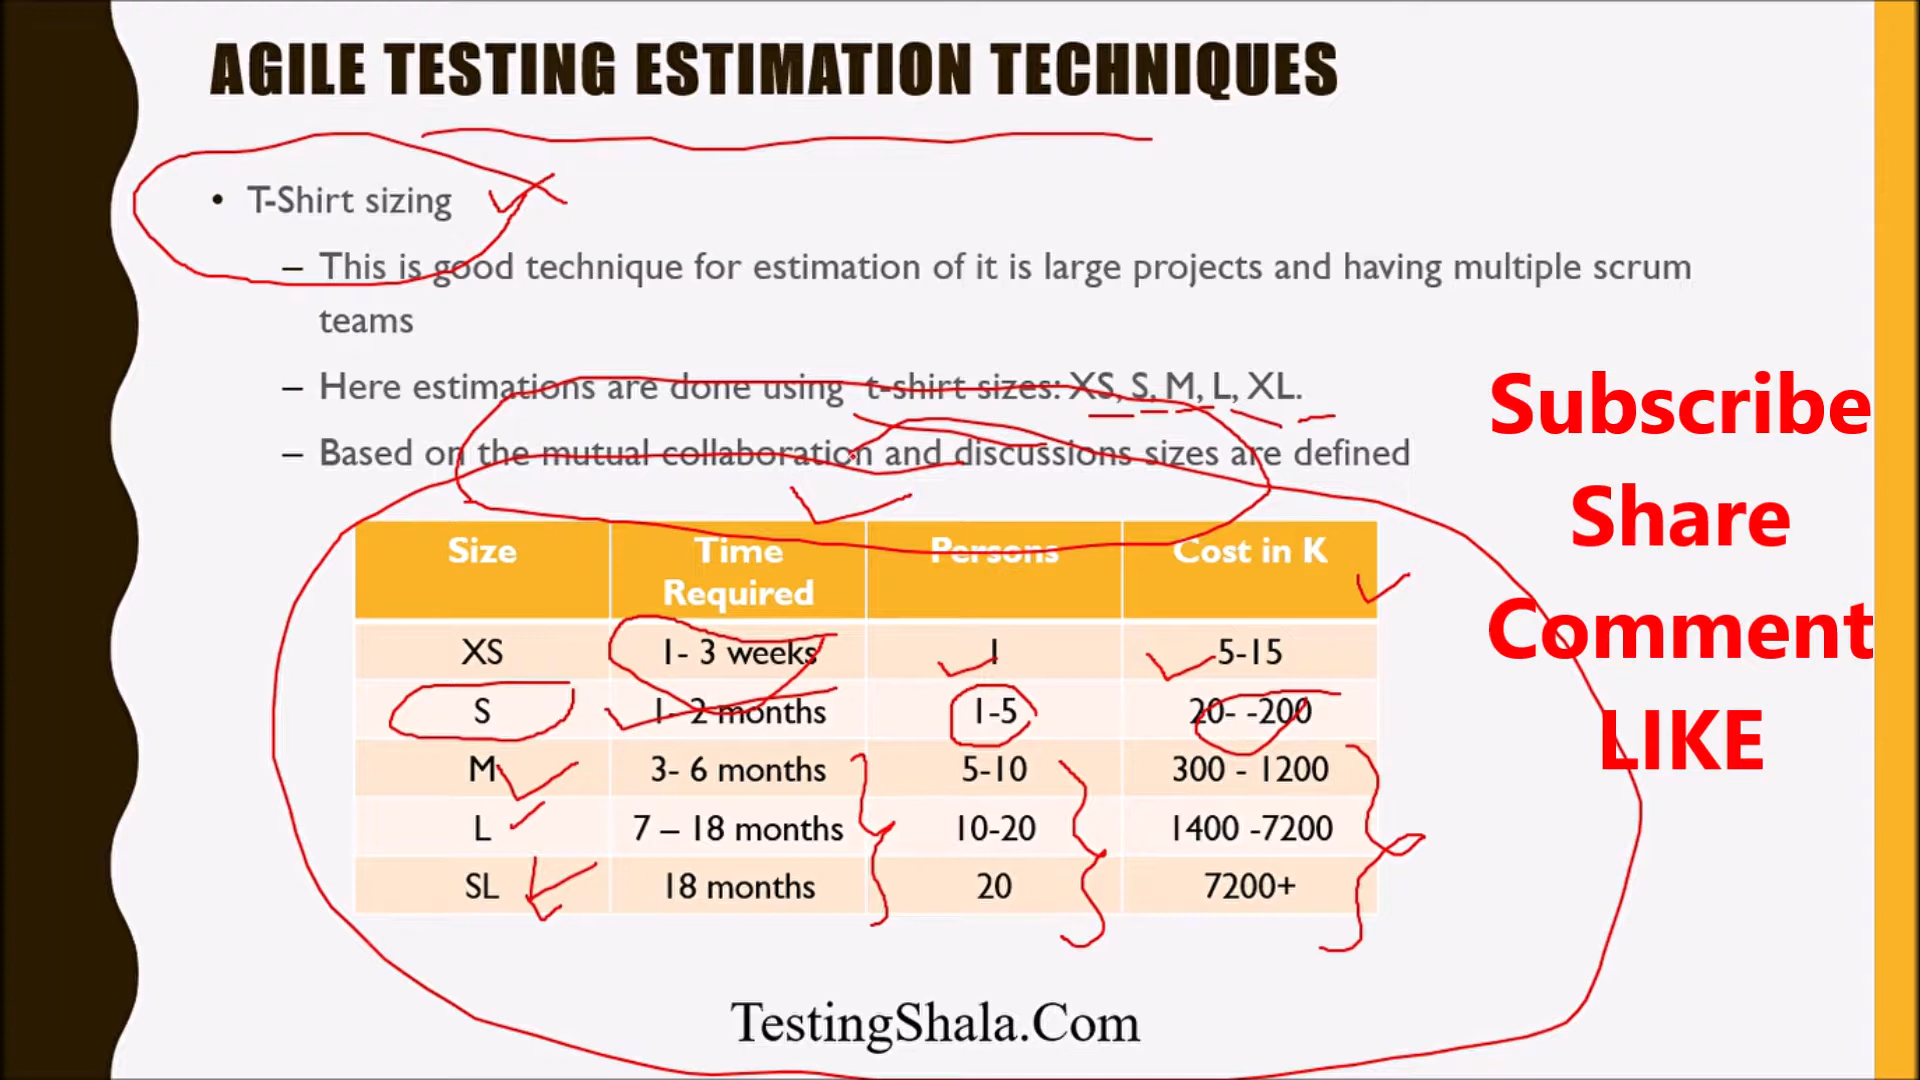 AGILE TESTING ESTIMATION TECHNIQUES
• T-Shirt sizing
– This is good technique for estimation of it is large projects and having multiple scrum
teams
– Here estimations are done using t-shirt sizes: XS, S, M, L, XL.
– Based on the mutual collaboration and discussions sizes are defined
Size Time Required Persons Cost in K
XS 1- 3 weeks 1 5-15
S 1- 2 months 1-5 20- -200
M 3- 6 months 5-10 300 - 1200
L 7 – 18 months 10-20 1400 -7200
SL 18 months 20 7200+
Subscribe
Share
Comment
LIKE
TestingShala.Com